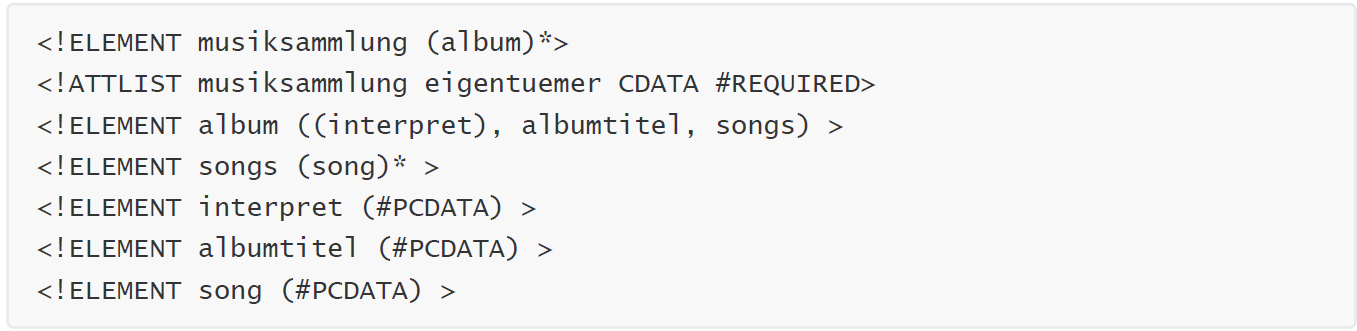 <!ELEMENT musiksammlung (album)*>
<!ATTLIST musiksammlung eigentuemer CDATA #REQUIRED>
<!ELEMENT album ((interpret), albumtitel, songs) >
<!ELEMENT songs (song)* >
<!ELEMENT interpret (#PCDATA) >
<!ELEMENT albumtitel (#PCDATA) >
<!ELEMENT song (#PCDATA) >